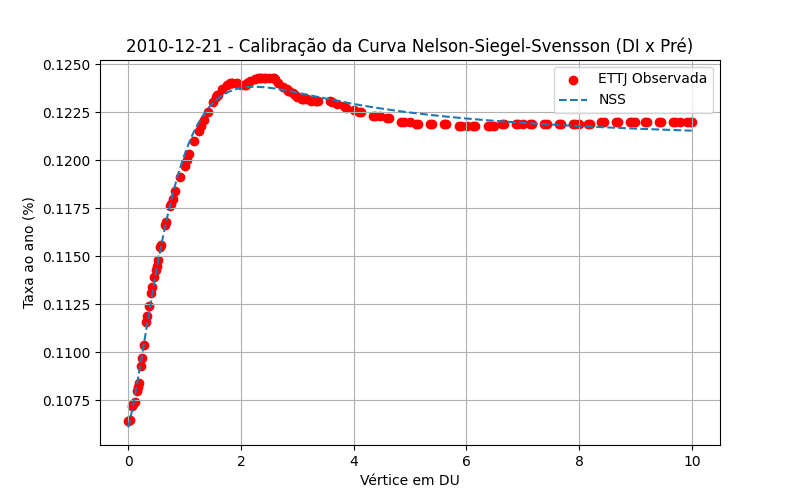 2010-12-21 - Calibração da Curva Nelson-Siegel-Svensson (DI x Pré)
ETTJ Observada
NSS
Taxa ao ano (%)
0.1250
0.1225
0.1200
0.1175
0.1150
0.1125
0.1100
0.1075
0 2 4 6 8 10
Vértice em DU